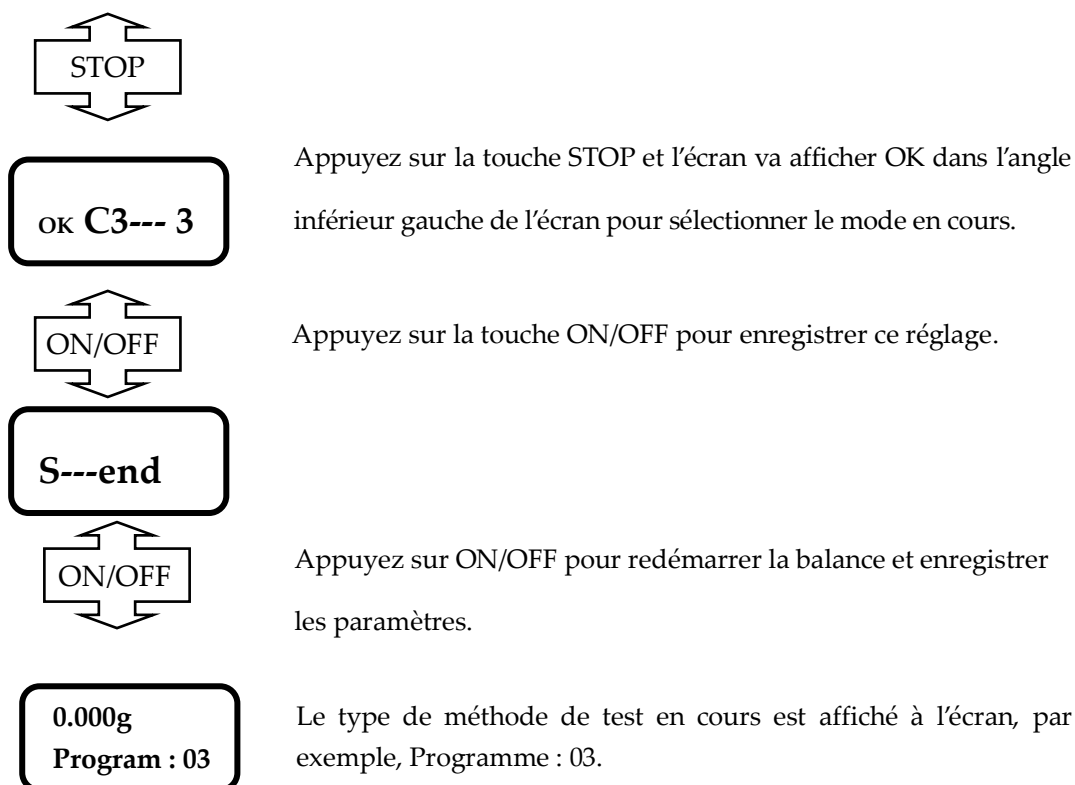 STOP
Appuyez sur la touche STOP et l’écran va afficher OK dans l’angle
inférieur gauche de l’écran pour sélectionner le mode en cours.
OK C3--- 3
Appuyez sur la touche ON/OFF pour enregistrer ce réglage.
ON/OFF
S---end
Appuyez sur ON/OFF pour redémarrer la balance et enregistrer
les paramètres.
ON/OFF
0.000g
Program : 03
Le type de méthode de test en cours est affiché à l’écran, par
exemple, Programme : 03.